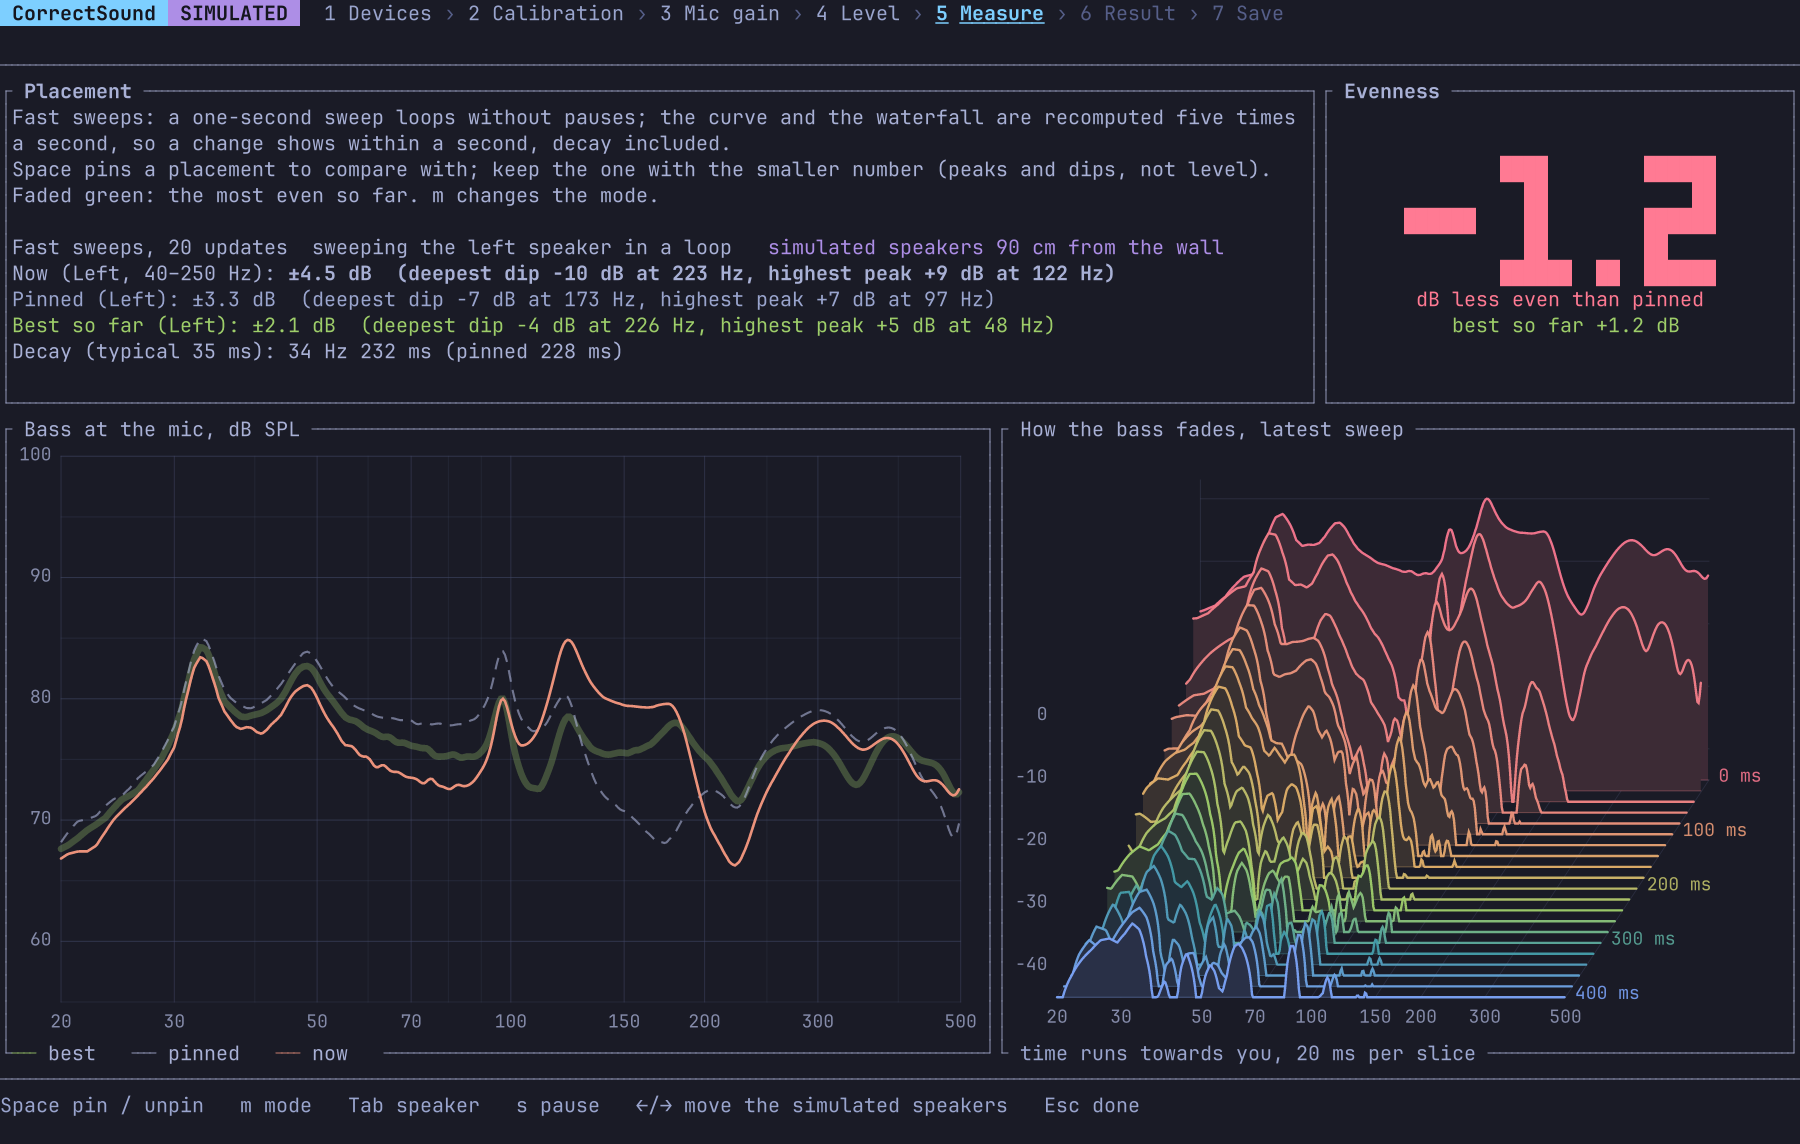 CorrectSound SIMULATED 1 Devices › 2 Calibration › 3 Mic gain › 4 Level › 5 Measure › 6 Result › 7 Save
Placement
Fast sweeps: a one-second sweep loops without pauses; the curve and the waterfall are recomputed five times
a second, so a change shows within a second, decay included.
Space pins a placement to compare with; keep the one with the smaller number (peaks and dips, not level).
Faded green: the most even so far. m changes the mode.
Fast sweeps, 20 updates sweeping the left speaker in a loop simulated speakers 90 cm from the wall
Now (Left, 40–250 Hz): ±4.5 dB (deepest dip -10 dB at 223 Hz, highest peak +9 dB at 122 Hz)
Pinned (Left): ±3.3 dB (deepest dip -7 dB at 173 Hz, highest peak +7 dB at 97 Hz)
Best so far (Left): ±2.1 dB (deepest dip -4 dB at 226 Hz, highest peak +5 dB at 48 Hz)
Decay (typical 35 ms): 34 Hz 232 ms (pinned 228 ms)
Evenness
-1.2
dB less even than pinned
best so far +1.2 dB
Bass at the mic, dB SPL
100
90
80
70
60
20 30 50 70 100 150 200 300 500
best pinned now
How the bass fades, latest sweep
0
-10
-20
-30
-40
0 ms
100 ms
200 ms
300 ms
400 ms
20 30 50 70 100 150 200 300 500
time runs towards you, 20 ms per slice
Space pin / unpin m mode Tab speaker s pause ←/→ move the simulated speakers Esc done